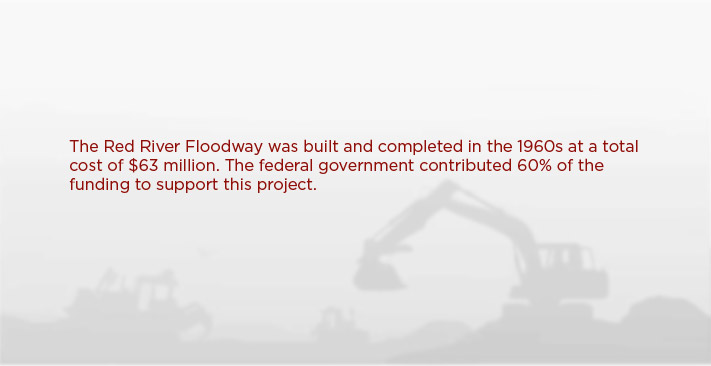 The Red River Floodway was built and completed in the 1960s at a total
cost of $63 million. The federal government contributed 60% of the
funding to support this project.